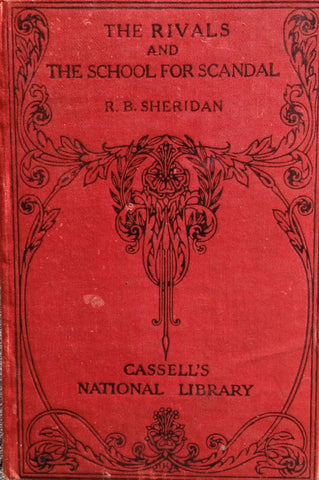 THE RIVALS
AND
THE SCHOOL FOR SCANDAL
R. B. SHERIDAN
CASSELL'S
NATIONAL LIBRARY